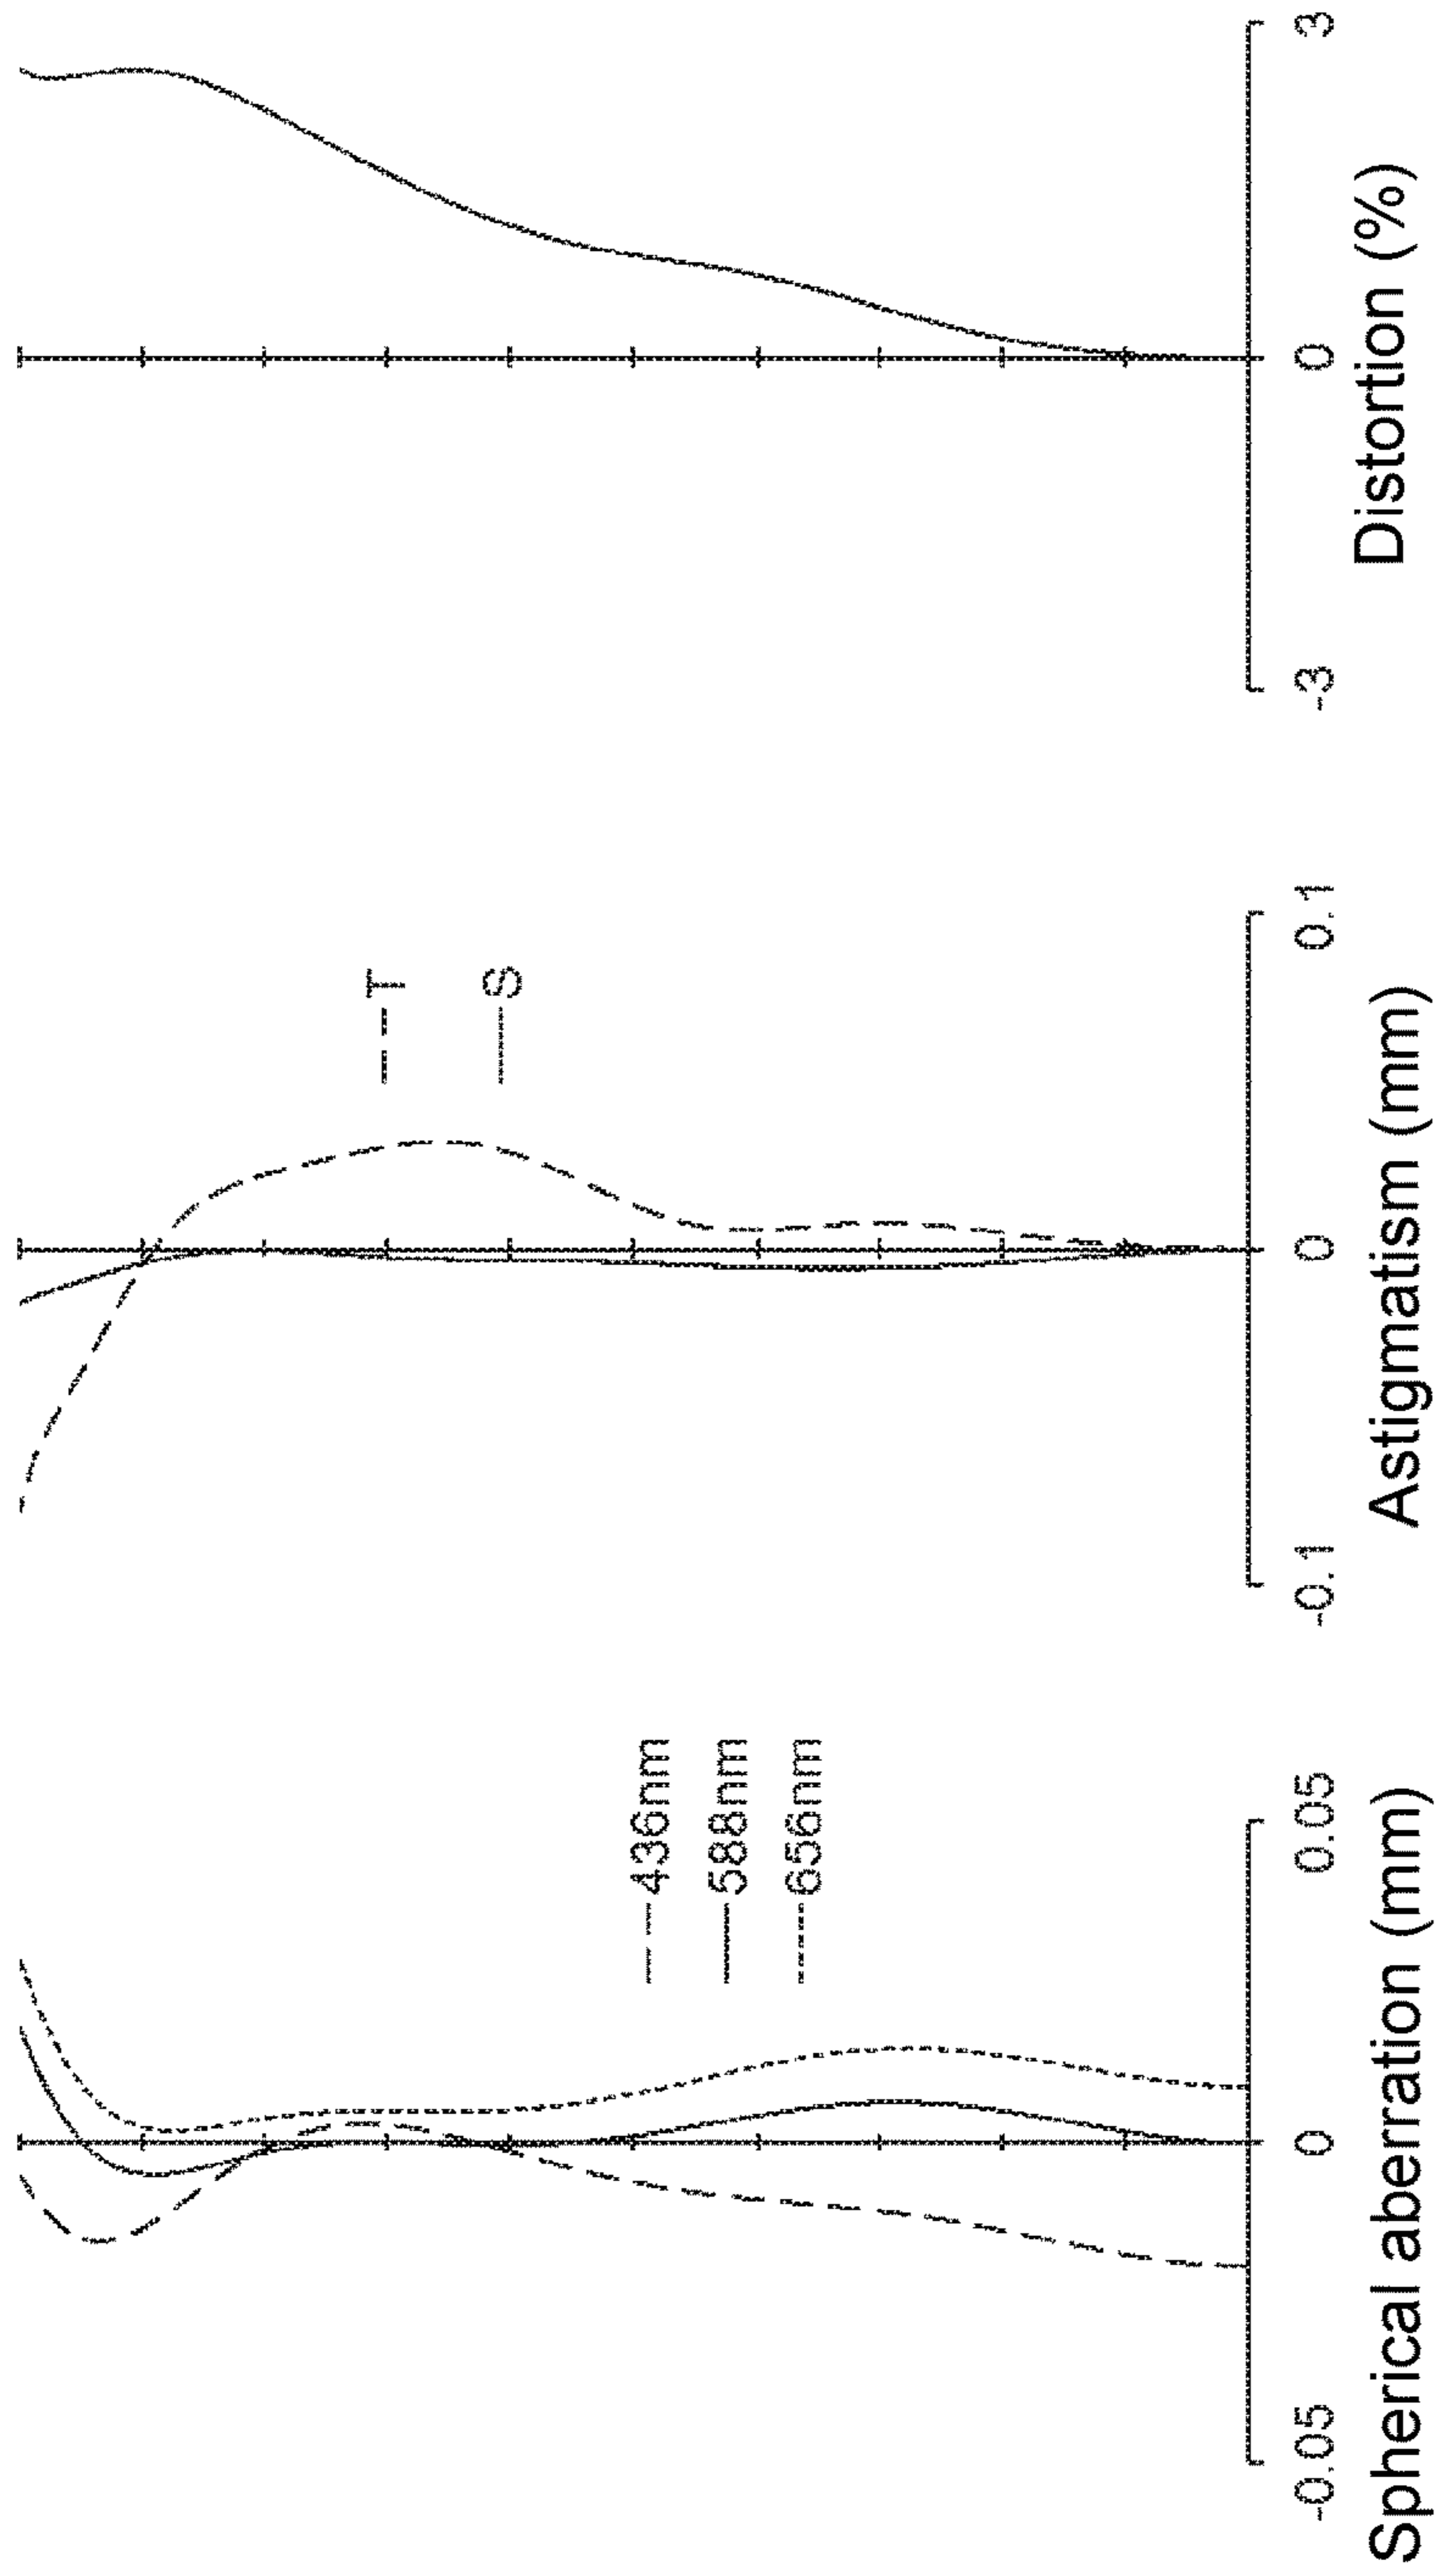 436nm
588nm
656nm
-0.05 0 0.05
Spherical aberration (mm)
T
S
-0.1 0 0.1
Astigmatism (mm)
-3 0 3
Distortion (%)